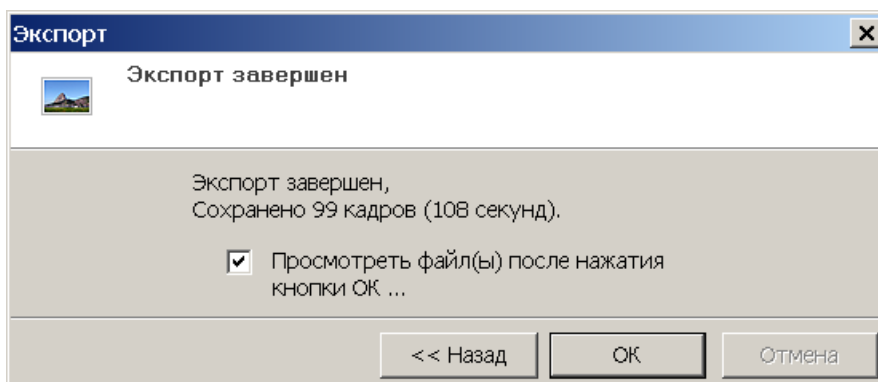 Экспорт
Экспорт завершен
Экспорт завершен,
Сохранено 99 кадров (108 секунд).
Просмотреть файл(ы) после нажатия
кнопки ОК ...
<< Назад
ОК
Отмена